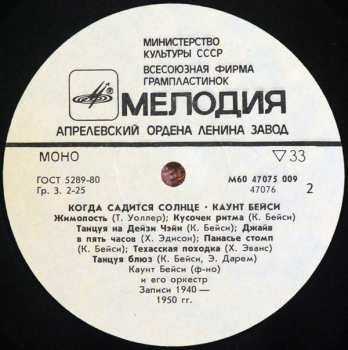 МИНИСТЕРСТВО
КУЛЬТУРЫ СССР
ВСЕСОЮЗНАЯ ФИРМА
ГРАМПЛАСТИНОК
МЕЛОДИЯ
АПРЕЛЕВСКИЙ ОРДЕНА ЛЕНИНА ЗАВОД
МОНО ▽33
ГОСТ 5289-80 М60 47075 009
Гр. 3. 2-25 47076 2
КОГДА САДИТСЯ СОЛНЦЕ · КАУНТ БЕЙСИ
Жимолость (Т. Уоллер); Кусочек ритма (К. Бейси)
Танцуя на Дейзи Чэйн (К. Бейси); Джайв
в пять часов (Х. Эдисон); Панасье стомп
(К. Бейси); Техасская походка (Х. Эванс)
Танцуя блюз (К. Бейси, Э. Дарем)
Каунт Бейси (ф-но)
и его оркестр
Записи 1940—
1950 гг.